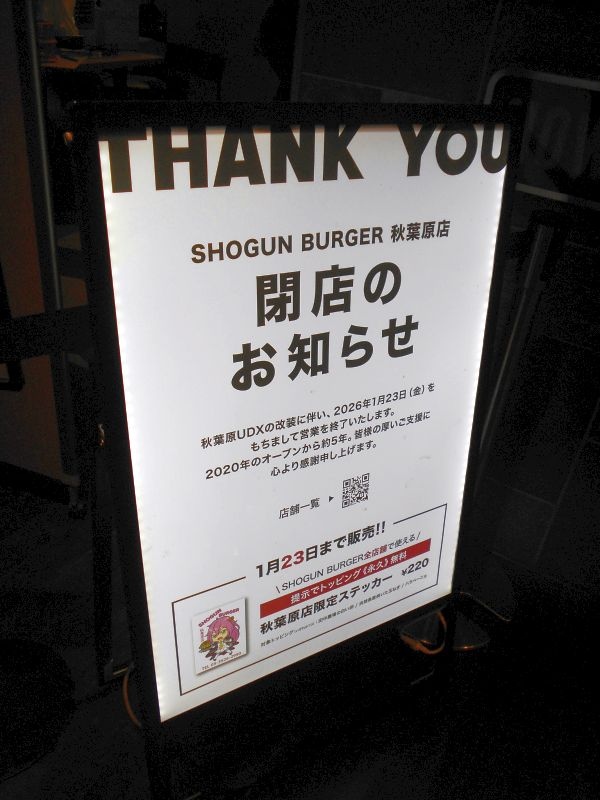 THANK YOU
SHOGUN BURGER 秋葉原店
閉店の
お知らせ
秋葉原UDXの改装に伴い、2026年1月23日（金）を
もちまして営業を終了いたします。
2020年のオープンから約5年。皆様の厚いご支援に
心より感謝申し上げます。
店舗一覧 ▶
1月23日まで販売!!
\ SHOGUN BURGER全店舗で使える /
提示でトッピング《永久》無料
秋葉原店限定ステッカー ¥220
SHOGUN
BURGER